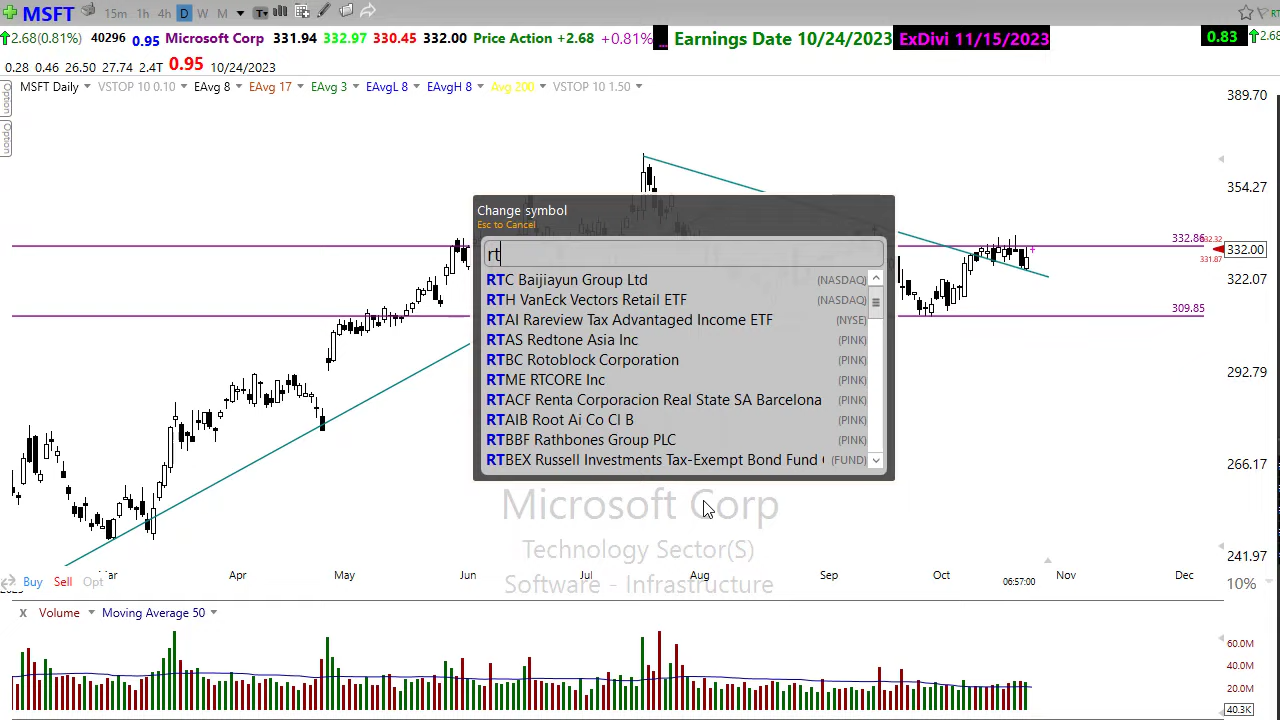 MSFT 15m 1h 4h D W M
2.68(0.81%) 40296 0.95 Microsoft Corp 331.94 332.97 330.45 332.00 Price Action +2.68 +0.81% ... Earnings Date 10/24/2023 ExDivi 11/15/2023 0.83 2.68
0.28 0.46 26.50 27.74 2.4T 0.95 10/24/2023
MSFT Daily VSTOP 10 0.10 EAvg 8 EAvg 17 EAvg 3 EAvgL 8 EAvgH 8 Avg 200 VSTOP 10 1.50
Option
Option
389.70
354.27
332.86
332.32
332.00
331.87
322.07
309.85
292.79
266.17
241.97
10%
Change symbol
Esc to Cancel
rt
RTC Baijiayun Group Ltd (NASDAQ)
RTH VanEck Vectors Retail ETF (NASDAQ)
RTAI Rareview Tax Advantaged Income ETF (NYSE)
RTAS Redtone Asia Inc (PINK)
RTBC Rotoblock Corporation (PINK)
RTME RTCORE Inc (PINK)
RTACF Renta Corporacion Real State SA Barcelona (PINK)
RTAIB Root Ai Co Cl B (PINK)
RTBBF Rathbones Group PLC (PINK)
RTBEX Russell Investments Tax-Exempt Bond Fund (FUND)
Microsoft Corp
Technology Sector(S)
Software - Infrastructure
Mar Apr May Jun Jul Aug Sep Oct Nov Dec
06:57:00
Buy Sell Opt
X Volume Moving Average 50
60.0M
40.0M
20.0M
40.3K